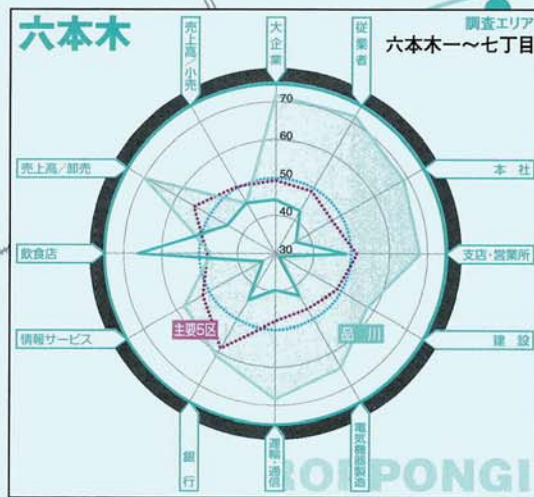 六本木
調査エリア
六本木一〜七丁目
売上高/小売
大企業
従業者
売上高/卸売
本社
飲食店
支店・営業所
情報サービス
建設
銀行
運輸・通信
電気機器製造
70
60
50
40
30
主要5区
品川
ROPPONGI